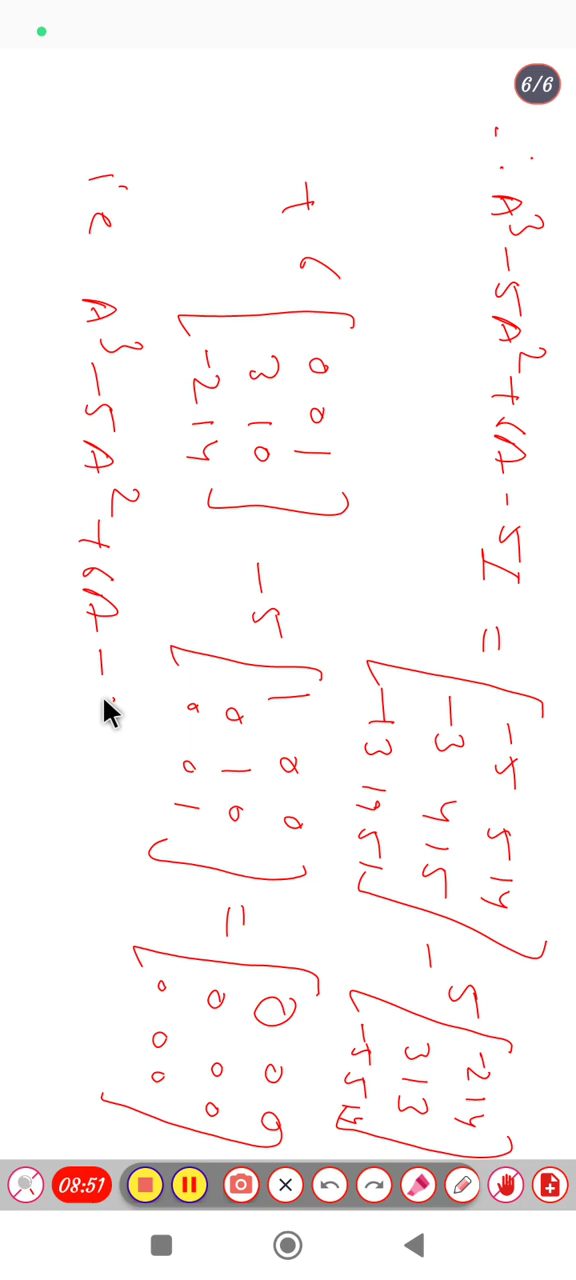 6/6
∴ A³ - 5A² + 6A - 5I = [-5 5 14
-3 4 15
-13 19 51] - 5 [-2 1 4
3 1 3
-5 5 14]
+ 6 [0 0 1
3 1 0
-2 1 4] - 5 [1 0 0
0 1 0
0 0 1] = [0 0 0
0 0 0
0 0 0]
i.e A³ - 5A² + 6A -
08:51